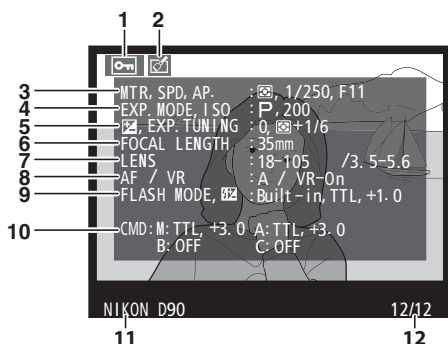 1 2
3 MTR, SPD, AP. : , 1/250, F11
4 EXP. MODE, ISO : P, 200
5 , EXP. TUNING : 0, +1/6
6 FOCAL LENGTH : 35mm
7 LENS : 18-105 /3.5-5.6
8 AF / VR : A / VR-On
9 FLASH MODE, : Built-in, TTL, +1.0
10 CMD: M: TTL, +3.0 A: TTL, +3.0
B: OFF C: OFF
NIKON D90 12/12
11 12